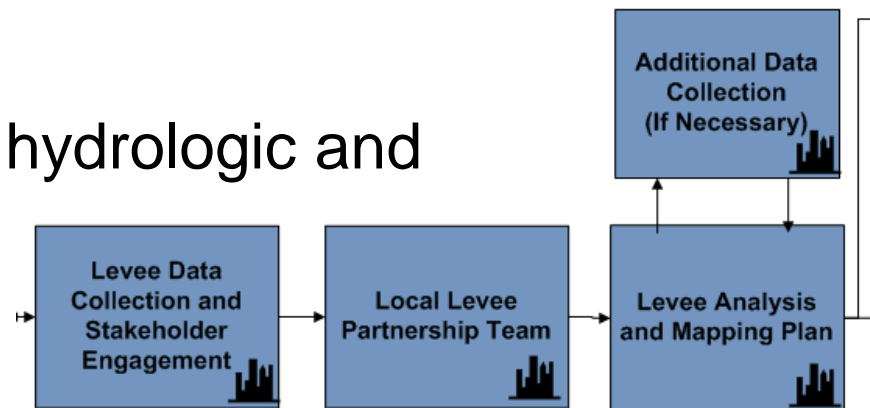 Additional Data
Collection
(If Necessary)
hydrologic and
Levee Data
Collection and
Stakeholder
Engagement
Local Levee
Partnership Team
Levee Analysis
and Mapping Plan